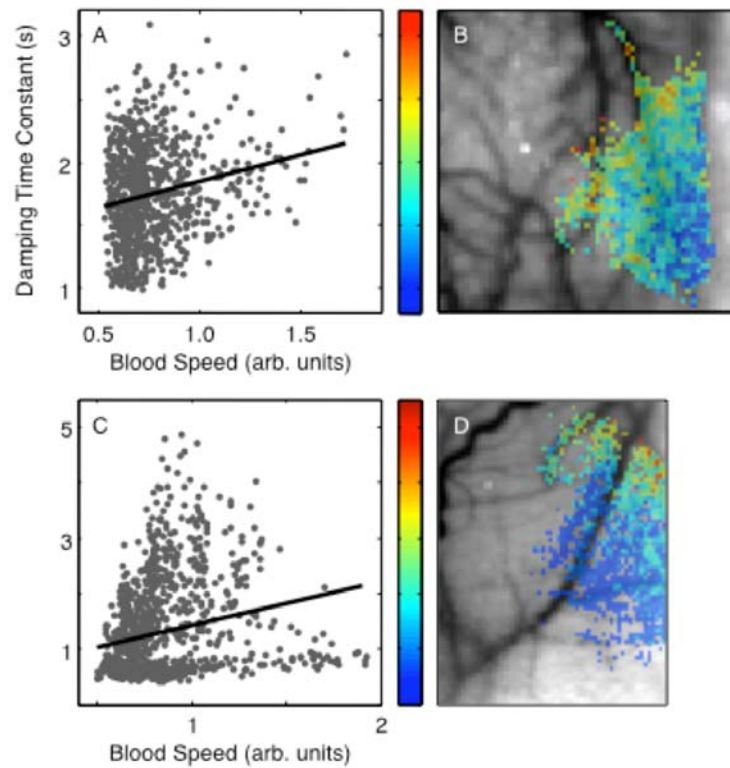 A
B
Damping Time Constant (s)
3
2
1
0.5 1.0 1.5
Blood Speed (arb. units)
C
D
5
3
1
1 2
Blood Speed (arb. units)